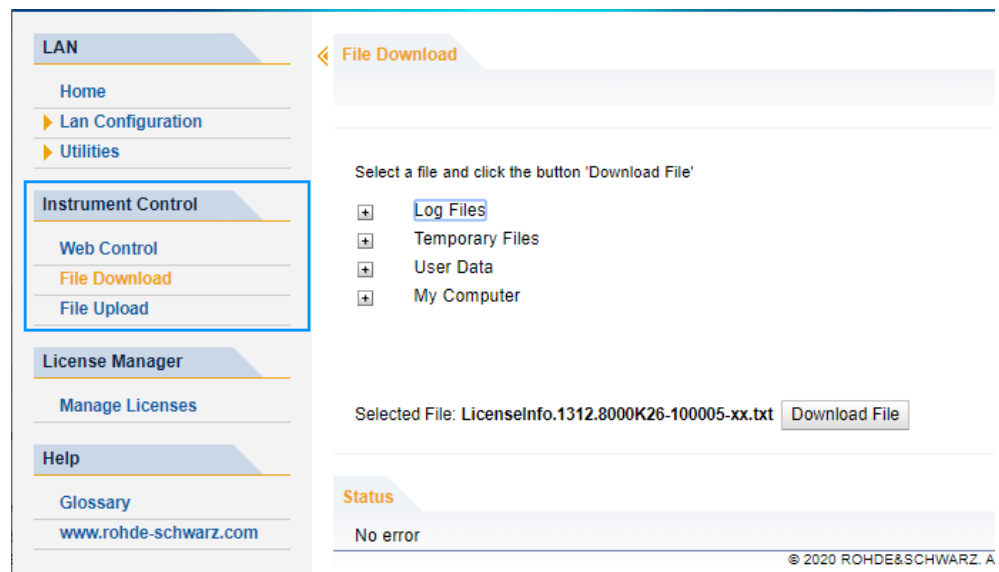 LAN
Home
Lan Configuration
Utilities
Instrument Control
Web Control
File Download
File Upload
License Manager
Manage Licenses
Help
Glossary
www.rohde-schwarz.com
File Download
Select a file and click the button 'Download File'
Log Files
Temporary Files
User Data
My Computer
Selected File: LicenseInfo.1312.8000K26-100005-xx.txt Download File
Status
No error
© 2020 ROHDE&SCHWARZ. A